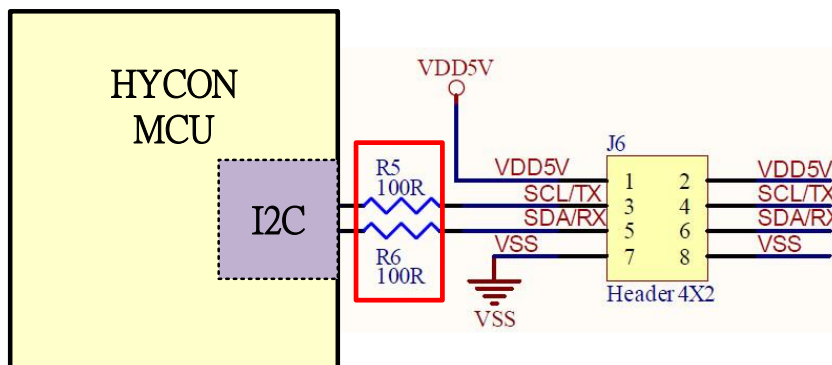 HYCON
MCU
I2C
R5
100R
R6
100R
VDD5V
VDD5V
SCL/TX
SDA/RX
VSS
VSS
J6
1 2
3 4
5 6
7 8
Header 4X2
VDD5V
SCL/TX
SDA/RX
VSS